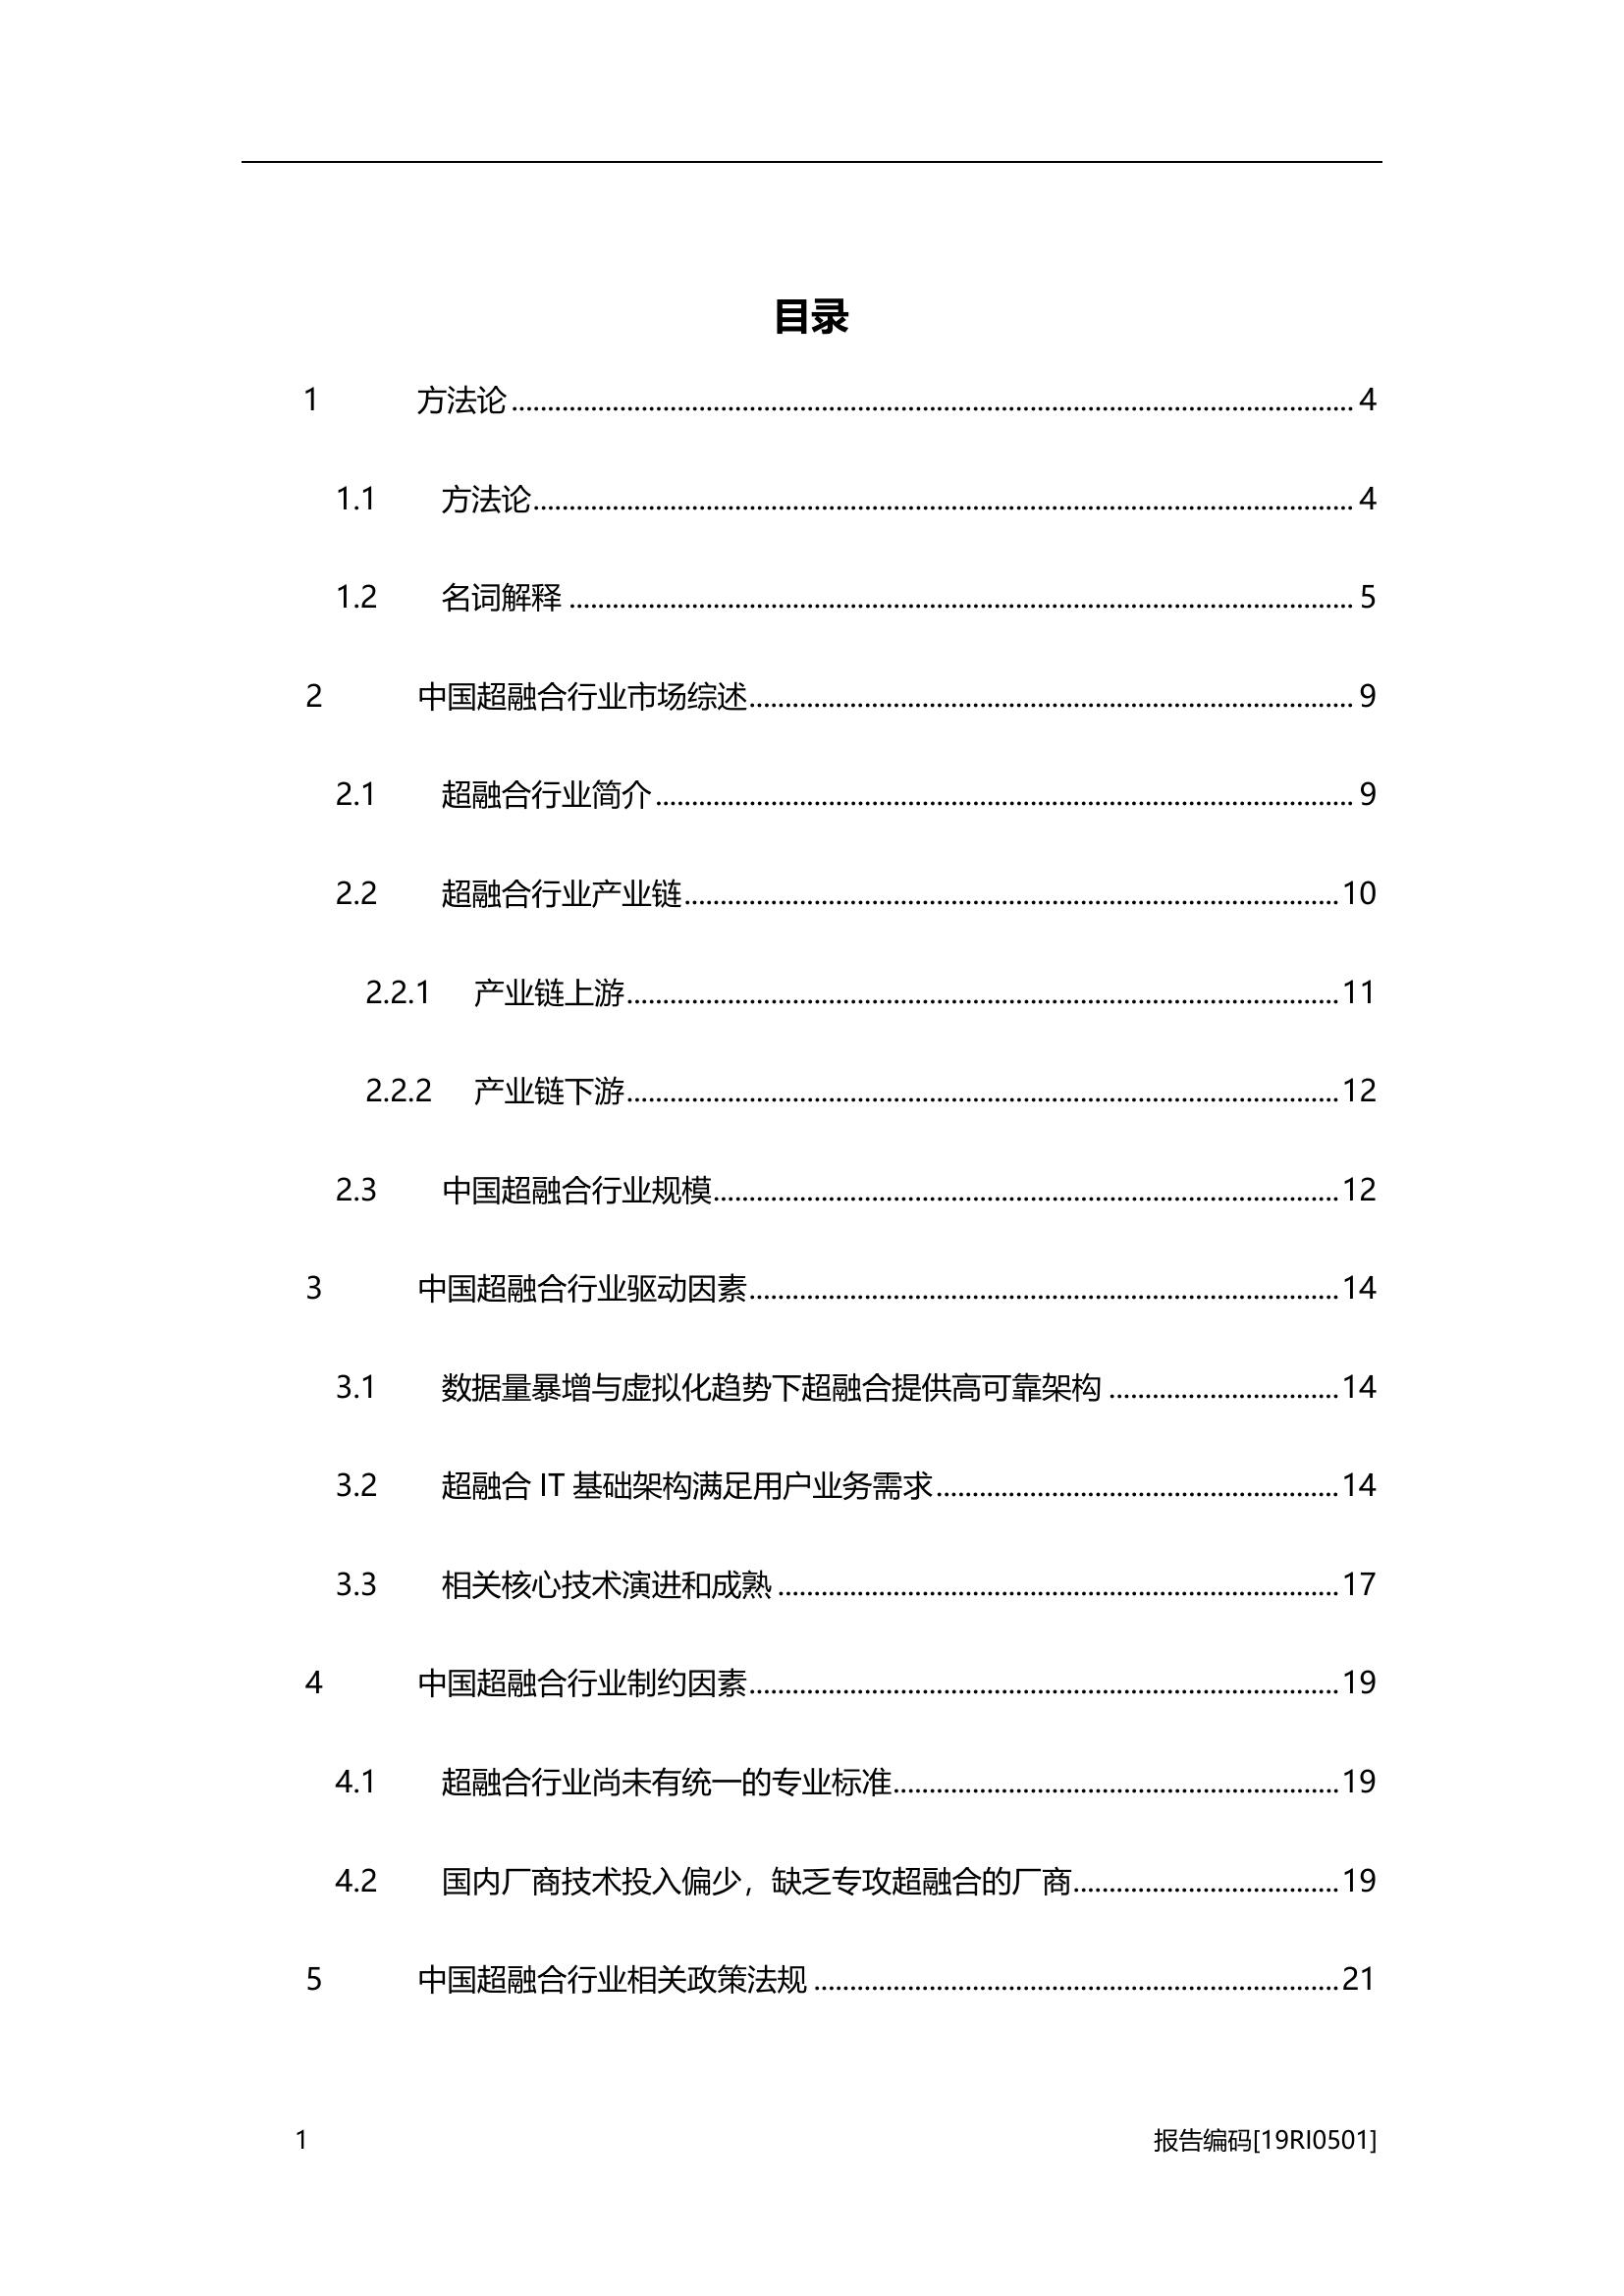 目录
1 方法论 4
1.1 方法论 4
1.2 名词解释 5
2 中国超融合行业市场综述 9
2.1 超融合行业简介 9
2.2 超融合行业产业链 10
2.2.1 产业链上游 11
2.2.2 产业链下游 12
2.3 中国超融合行业规模 12
3 中国超融合行业驱动因素 14
3.1 数据量暴增与虚拟化趋势下超融合提供高可靠架构 14
3.2 超融合 IT 基础架构满足用户业务需求 14
3.3 相关核心技术演进和成熟 17
4 中国超融合行业制约因素 19
4.1 超融合行业尚未有统一的专业标准 19
4.2 国内厂商技术投入偏少，缺乏专攻超融合的厂商 19
5 中国超融合行业相关政策法规 21
1 报告编码[19RI0501]